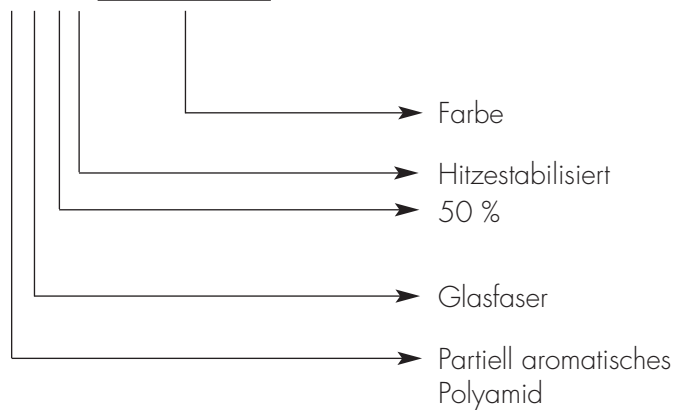 Farbe
Hitzestabilisiert
50 %
Glasfaser
Partiell aromatisches
Polyamid